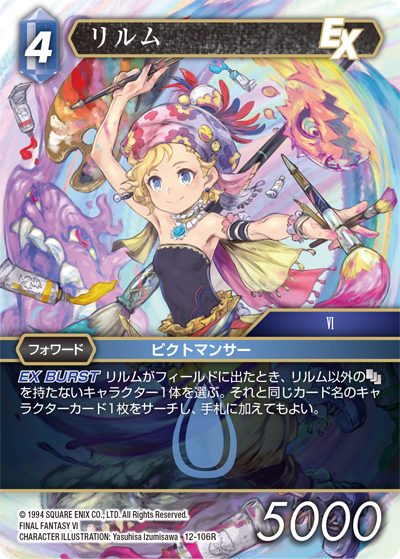 4
リルム
EX
VI
フォワード
ピクトマンサー
EX BURST リルムがフィールドに出たとき、リルム以外の
を持たないキャラクター1体を選ぶ。それと同じカード名のキャ
ラクターカード1枚をサーチし、手札に加えてもよい。
© 1994 SQUARE ENIX CO., LTD. All Rights Reserved.
FINAL FANTASY VI
CHARACTER ILLUSTRATION: Yasuhisa Izumisawa 12-106R
5000